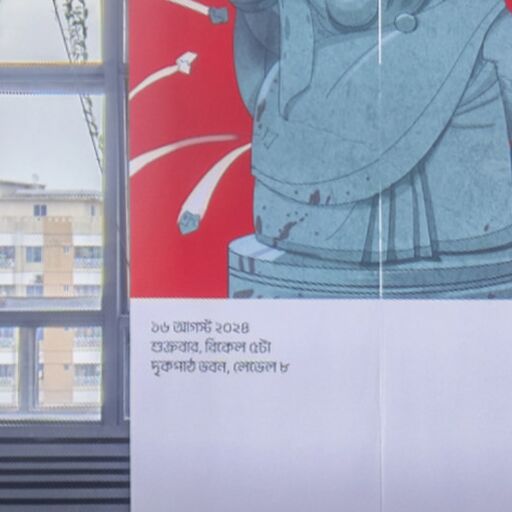 ১৬ আগস্ট ২০২৪
শুক্রবার, বিকেল ৫টা
দৃকপাঠ ভবন, লেভেল ৮